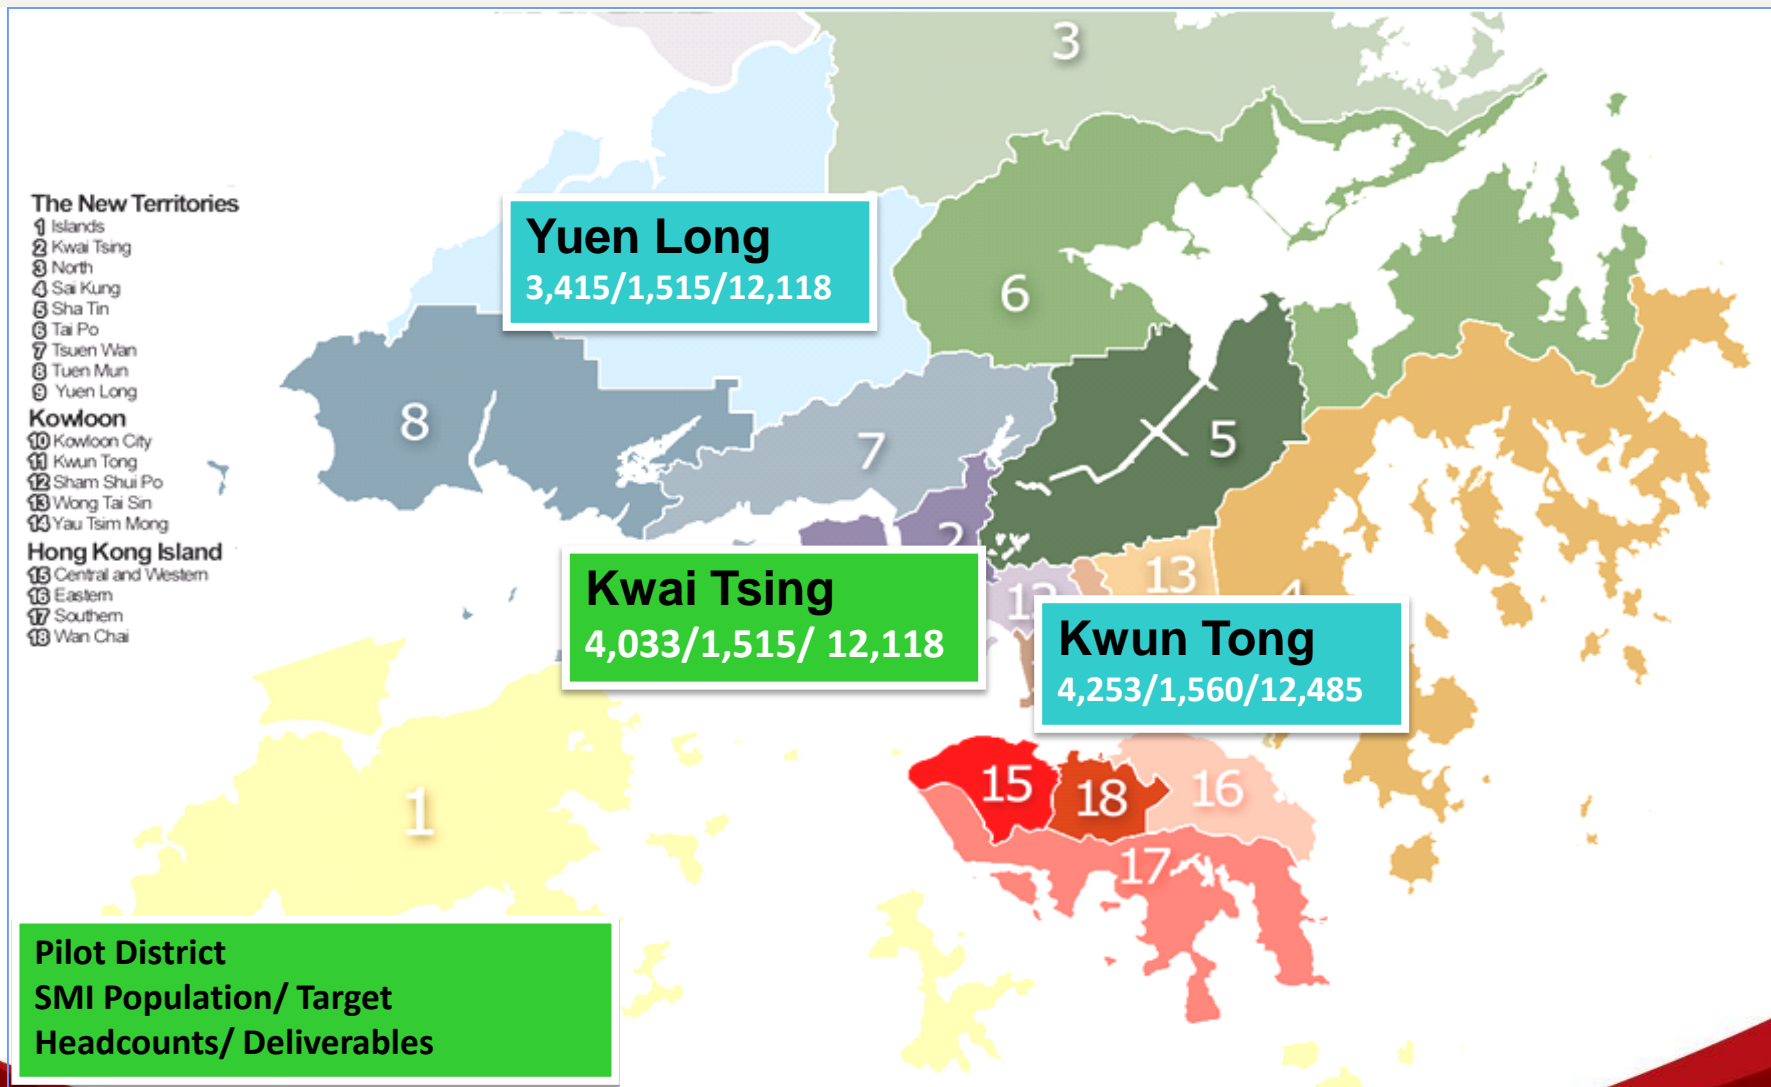 3
The New Territories
1 Islands
2 Kwai Tsing
3 North
4 Sai Kung
5 Sha Tin
6 Tai Po
7 Tsuen Wan
8 Tuen Mun
9 Yuen Long
Kowloon
10 Kowloon City
11 Kwun Tong
12 Sham Shui Po
13 Wong Tai Sin
14 Yau Tsim Mong
Hong Kong Island
15 Central and Western
16 Eastern
17 Southern
18 Wan Chai
Yuen Long
3,415/1,515/12,118
6
8
7
5
2
13
12
4
Kwai Tsing
4,033/1,515/ 12,118
Kwun Tong
4,253/1,560/12,485
1
15
18
16
17
Pilot District
SMI Population/ Target
Headcounts/ Deliverables